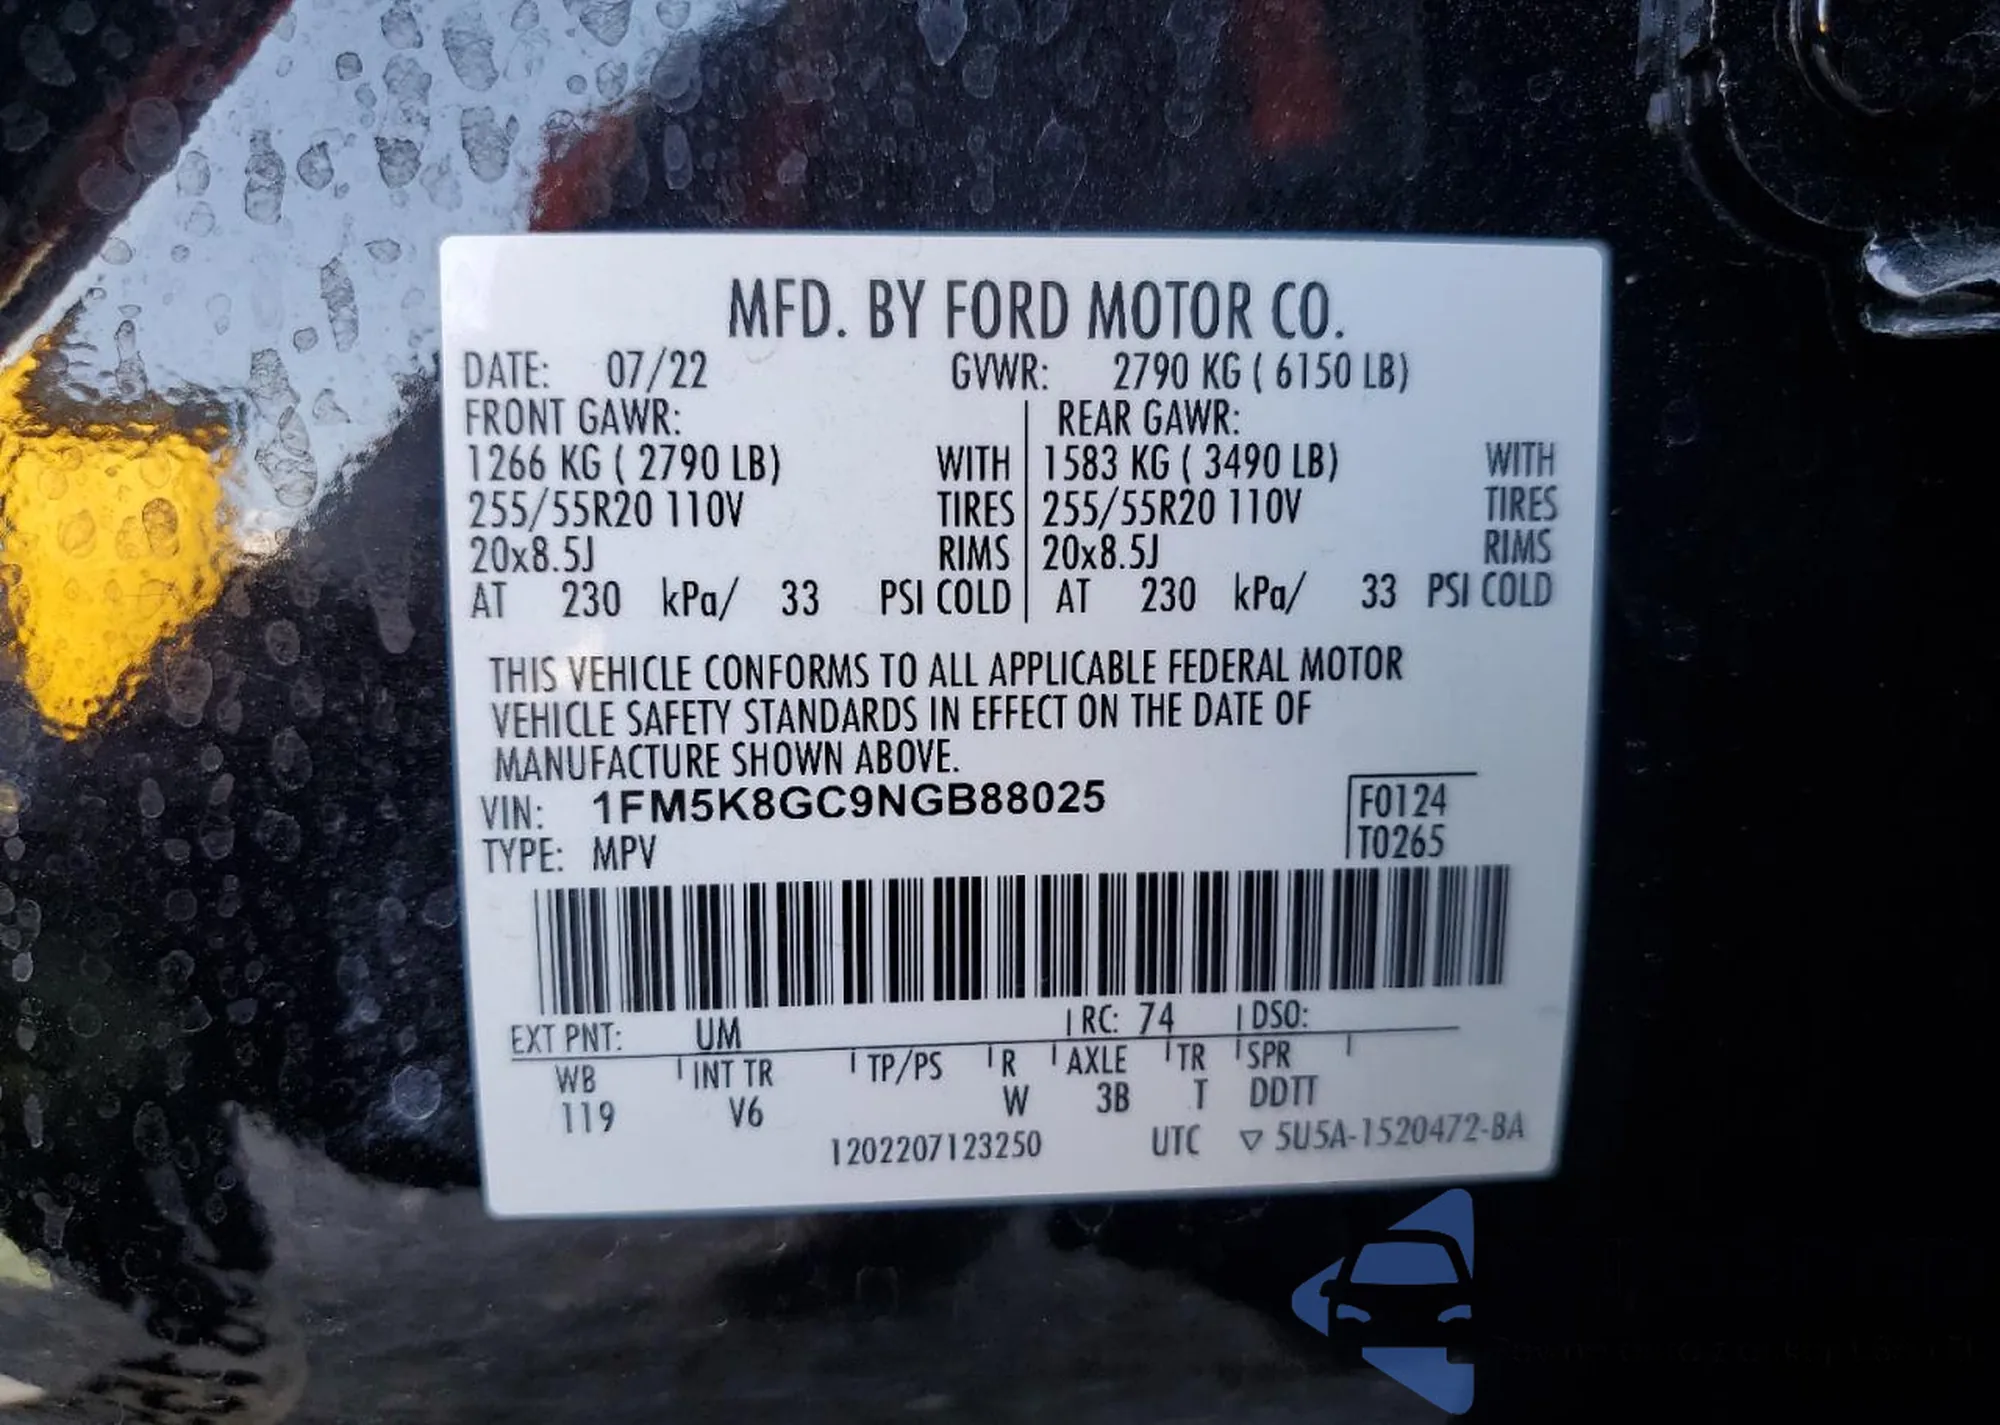 MFD. BY FORD MOTOR CO.
DATE: 07/22 GVWR: 2790 KG ( 6150 LB)
FRONT GAWR: REAR GAWR:
1266 KG ( 2790 LB) WITH 1583 KG ( 3490 LB) WITH
255/55R20 110V TIRES 255/55R20 110V TIRES
20x8.5J RIMS 20x8.5J RIMS
AT 230 kPa/ 33 PSI COLD AT 230 kPa/ 33 PSI COLD
THIS VEHICLE CONFORMS TO ALL APPLICABLE FEDERAL MOTOR
VEHICLE SAFETY STANDARDS IN EFFECT ON THE DATE OF
MANUFACTURE SHOWN ABOVE.
VIN: 1FM5K8GC9NGB88025 F0124
TYPE: MPV T0265
EXT PNT: UM RC: 74 DSO:
WB INT TR TP/PS R AXLE TR SPR
119 V6 W 3B T DDTT
1202207123250 UTC ▽ 5U5A-1520472-BA